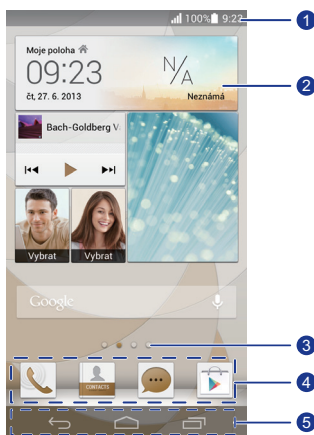 100% 9:23
1
Moje poloha
09:23
N/A
čt, 27. 6. 2013
Neznámá
2
Bach-Goldberg V
Vybrat
Vybrat
Google
3
CONTACTS
4
5